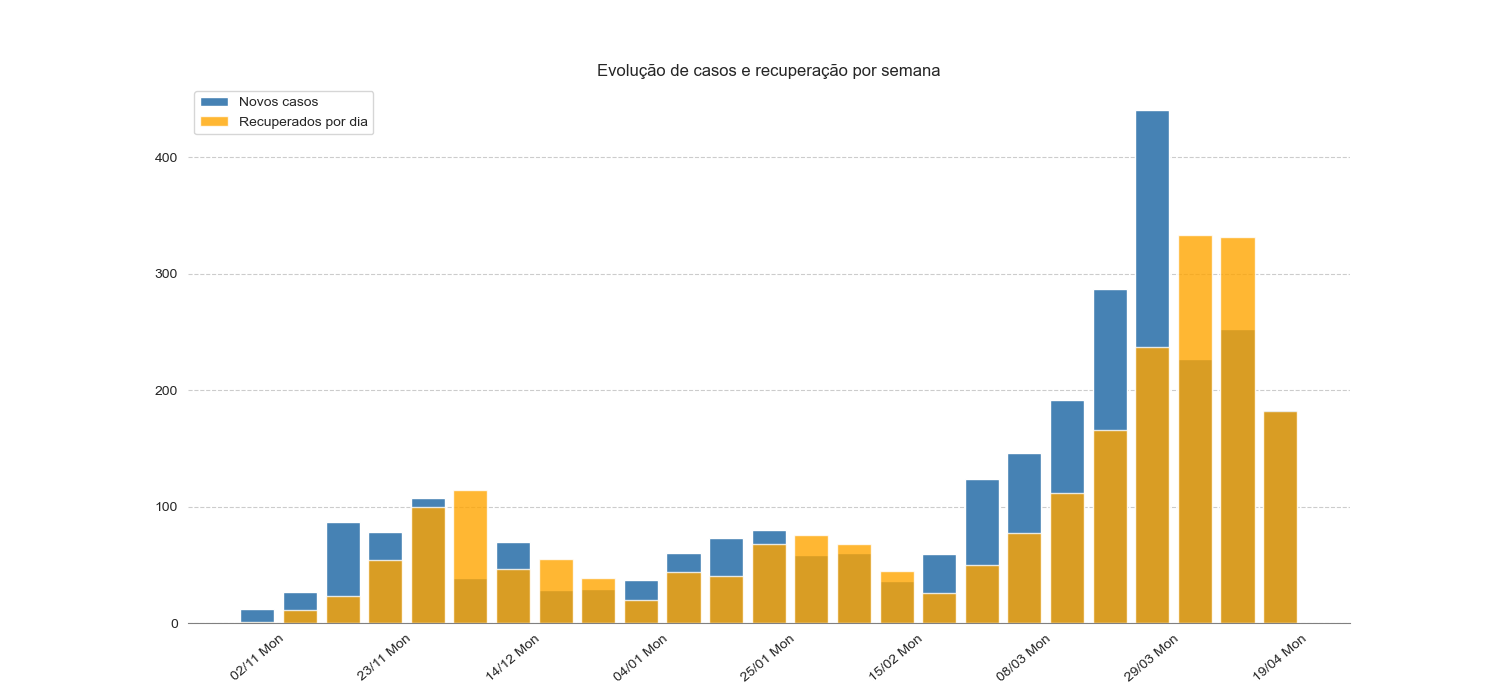 Evolução de casos e recuperação por semana
Novos casos
Recuperados por dia
400
300
200
100
0
02/11 Mon
23/11 Mon
14/12 Mon
04/01 Mon
25/01 Mon
15/02 Mon
08/03 Mon
29/03 Mon
19/04 Mon